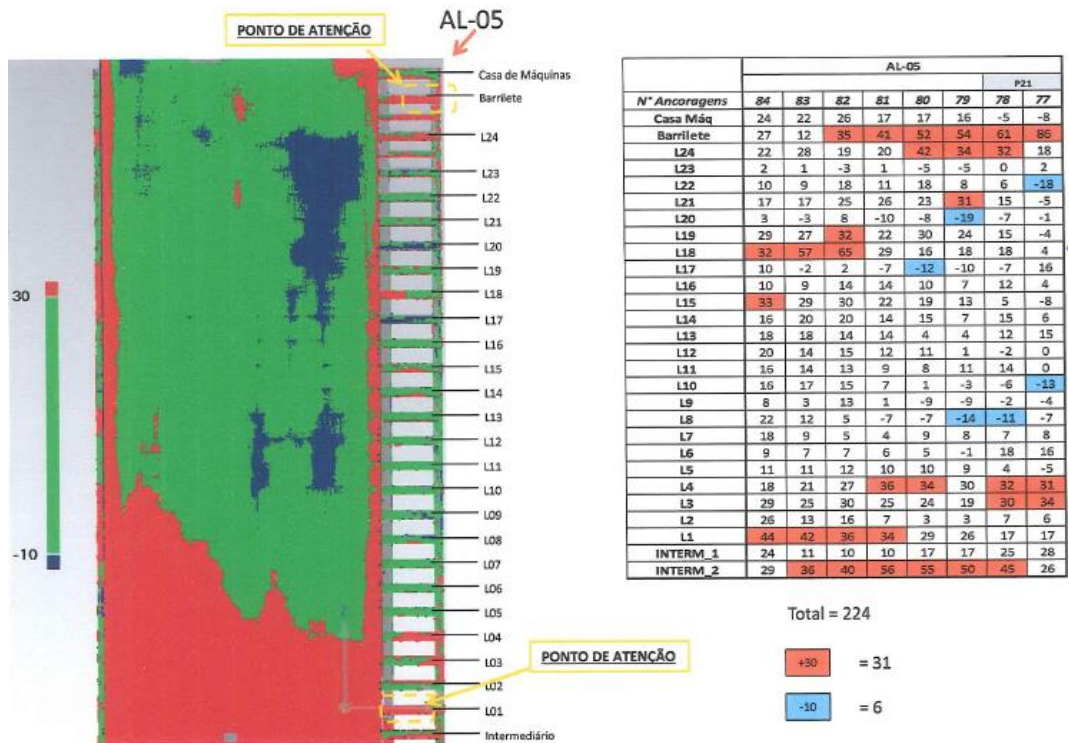 AL-05
PONTO DE ATENÇÃO
Casa de Máquinas
Barrilete
L24
L23
L22
L21
L20
L19
L18
L17
L16
L15
L14
L13
L12
L11
L10
L09
L08
L07
L06
L05
L04
L03
L02
L01
Intermediário
30
-10
PONTO DE ATENÇÃO
AL-05
P21
N° Ancoragens 84 83 82 81 80 79 78 77
Casa Máq 24 22 26 17 17 16 -5 -8
Barrilete 27 12 35 41 52 54 61 86
L24 22 28 19 20 42 34 32 18
L23 2 1 -3 1 -5 -5 0 2
L22 10 9 18 11 18 8 6 -18
L21 17 17 25 26 23 31 15 -5
L20 3 -3 8 -10 -8 -19 -7 -1
L19 29 27 32 22 30 24 15 -4
L18 32 57 65 29 16 18 18 4
L17 10 -2 2 -7 -12 -10 -7 16
L16 10 9 14 14 10 7 12 4
L15 33 29 30 22 19 13 5 -8
L14 16 20 20 14 15 7 15 6
L13 18 18 14 14 4 4 12 15
L12 20 14 15 12 11 1 -2 0
L11 16 14 13 9 8 11 14 0
L10 16 17 15 7 1 -3 -6 -13
L9 8 3 13 1 -9 -9 -2 -4
L8 22 12 5 -7 -7 -14 -11 -7
L7 18 9 5 4 9 8 7 8
L6 9 7 7 6 5 -1 18 16
L5 11 11 12 10 10 9 4 -5
L4 18 21 27 36 34 30 32 31
L3 29 25 30 25 24 19 30 34
L2 26 13 16 7 3 3 7 6
L1 44 42 36 34 29 26 17 17
INTERM_1 24 11 10 10 17 17 25 28
INTERM_2 29 36 40 56 55 50 45 26
Total = 224
+30 = 31
-10 = 6